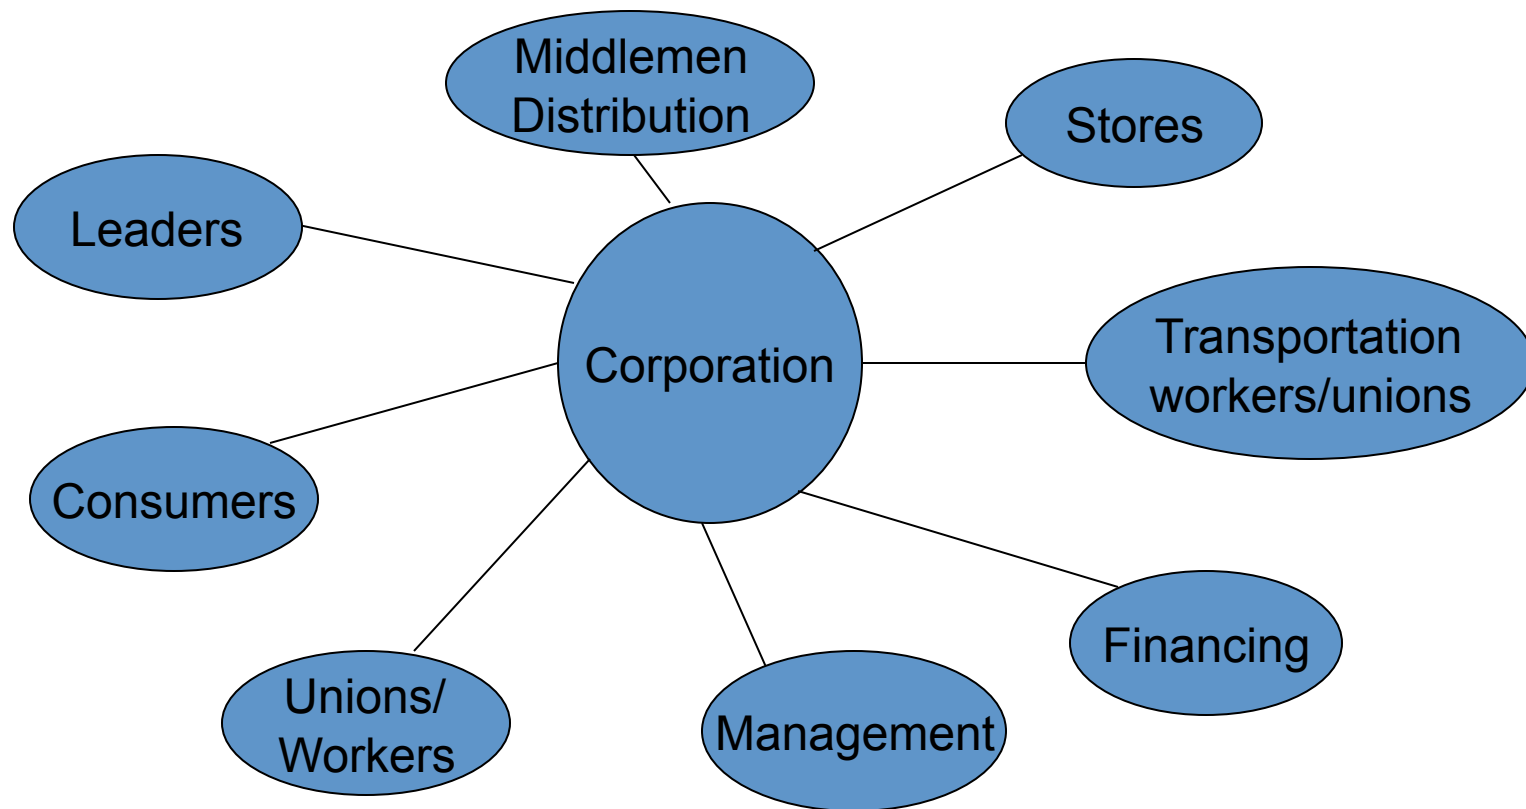 Middlemen
Distribution
Stores
Leaders
Transportation
workers/unions
Corporation
Consumers
Financing
Unions/
Workers
Management